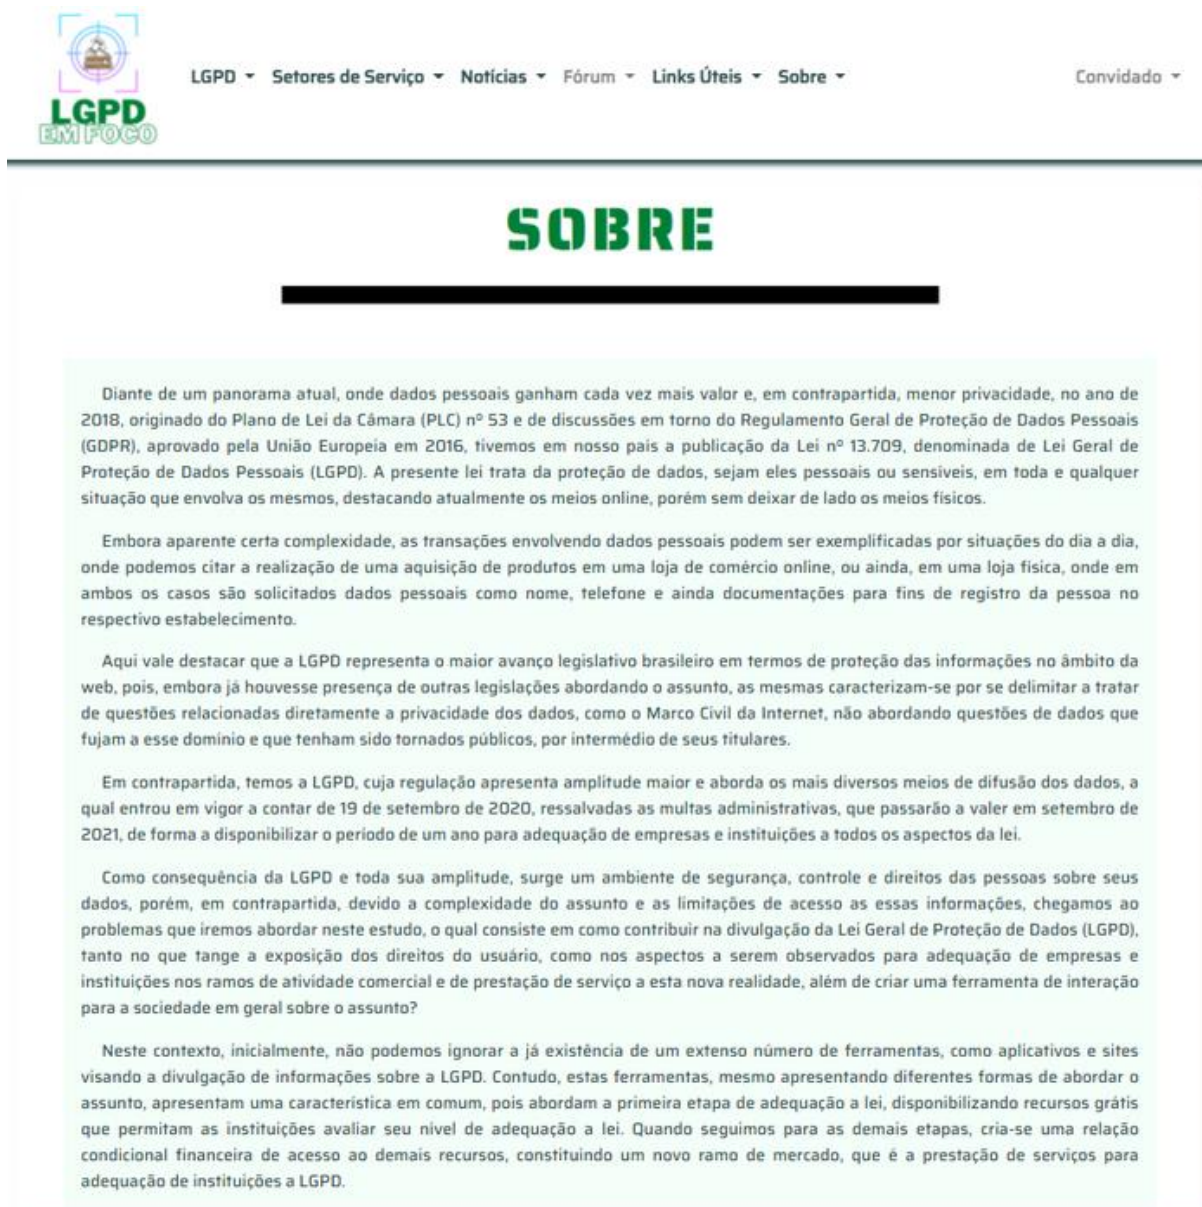 LGPD
EM FOCO
LGPD Setores de Serviço Notícias Fórum Links Úteis Sobre Convidado
SOBRE
Diante de um panorama atual, onde dados pessoais ganham cada vez mais valor e, em contrapartida, menor privacidade, no ano de
2018, originado do Plano de Lei da Câmara (PLC) nº 53 e de discussões em torno do Regulamento Geral de Proteção de Dados Pessoais
(GDPR), aprovado pela União Europeia em 2016, tivemos em nosso país a publicação da Lei nº 13.709, denominada de Lei Geral de
Proteção de Dados Pessoais (LGPD). A presente lei trata da proteção de dados, sejam eles pessoais ou sensíveis, em toda e qualquer
situação que envolva os mesmos, destacando atualmente os meios online, porém sem deixar de lado os meios físicos.
Embora aparente certa complexidade, as transações envolvendo dados pessoais podem ser exemplificadas por situações do dia a dia,
onde podemos citar a realização de uma aquisição de produtos em uma loja de comércio online, ou ainda, em uma loja física, onde em
ambos os casos são solicitados dados pessoais como nome, telefone e ainda documentações para fins de registro da pessoa no
respectivo estabelecimento.
Aqui vale destacar que a LGPD representa o maior avanço legislativo brasileiro em termos de proteção das informações no âmbito da
web, pois, embora já houvesse presença de outras legislações abordando o assunto, as mesmas caracterizam-se por se delimitar a tratar
de questões relacionadas diretamente a privacidade dos dados, como o Marco Civil da Internet, não abordando questões de dados que
fujam a esse domínio e que tenham sido tornados públicos, por intermédio de seus titulares.
Em contrapartida, temos a LGPD, cuja regulação apresenta amplitude maior e aborda os mais diversos meios de difusão dos dados, a
qual entrou em vigor a contar de 19 de setembro de 2020, ressalvadas as multas administrativas, que passarão a valer em setembro de
2021, de forma a disponibilizar o período de um ano para adequação de empresas e instituições a todos os aspectos da lei.
Como consequência da LGPD e toda sua amplitude, surge um ambiente de segurança, controle e direitos das pessoas sobre seus
dados, porém, em contrapartida, devido a complexidade do assunto e as limitações de acesso as essas informações, chegamos ao
problemas que iremos abordar neste estudo, o qual consiste em como contribuir na divulgação da Lei Geral de Proteção de Dados (LGPD),
tanto no que tange a exposição dos direitos do usuário, como nos aspectos a serem observados para adequação de empresas e
instituições nos ramos de atividade comercial e de prestação de serviço a esta nova realidade, além de criar uma ferramenta de interação
para a sociedade em geral sobre o assunto?
Neste contexto, inicialmente, não podemos ignorar a já existência de um extenso número de ferramentas, como aplicativos e sites
visando a divulgação de informações sobre a LGPD. Contudo, estas ferramentas, mesmo apresentando diferentes formas de abordar o
assunto, apresentam uma característica em comum, pois abordam a primeira etapa de adequação a lei, disponibilizando recursos grátis
que permitam as instituições avaliar seu nível de adequação a lei. Quando seguimos para as demais etapas, cria-se uma relação
condicional financeira de acesso ao demais recursos, constituindo um novo ramo de mercado, que é a prestação de serviços para
adequação de instituições a LGPD.